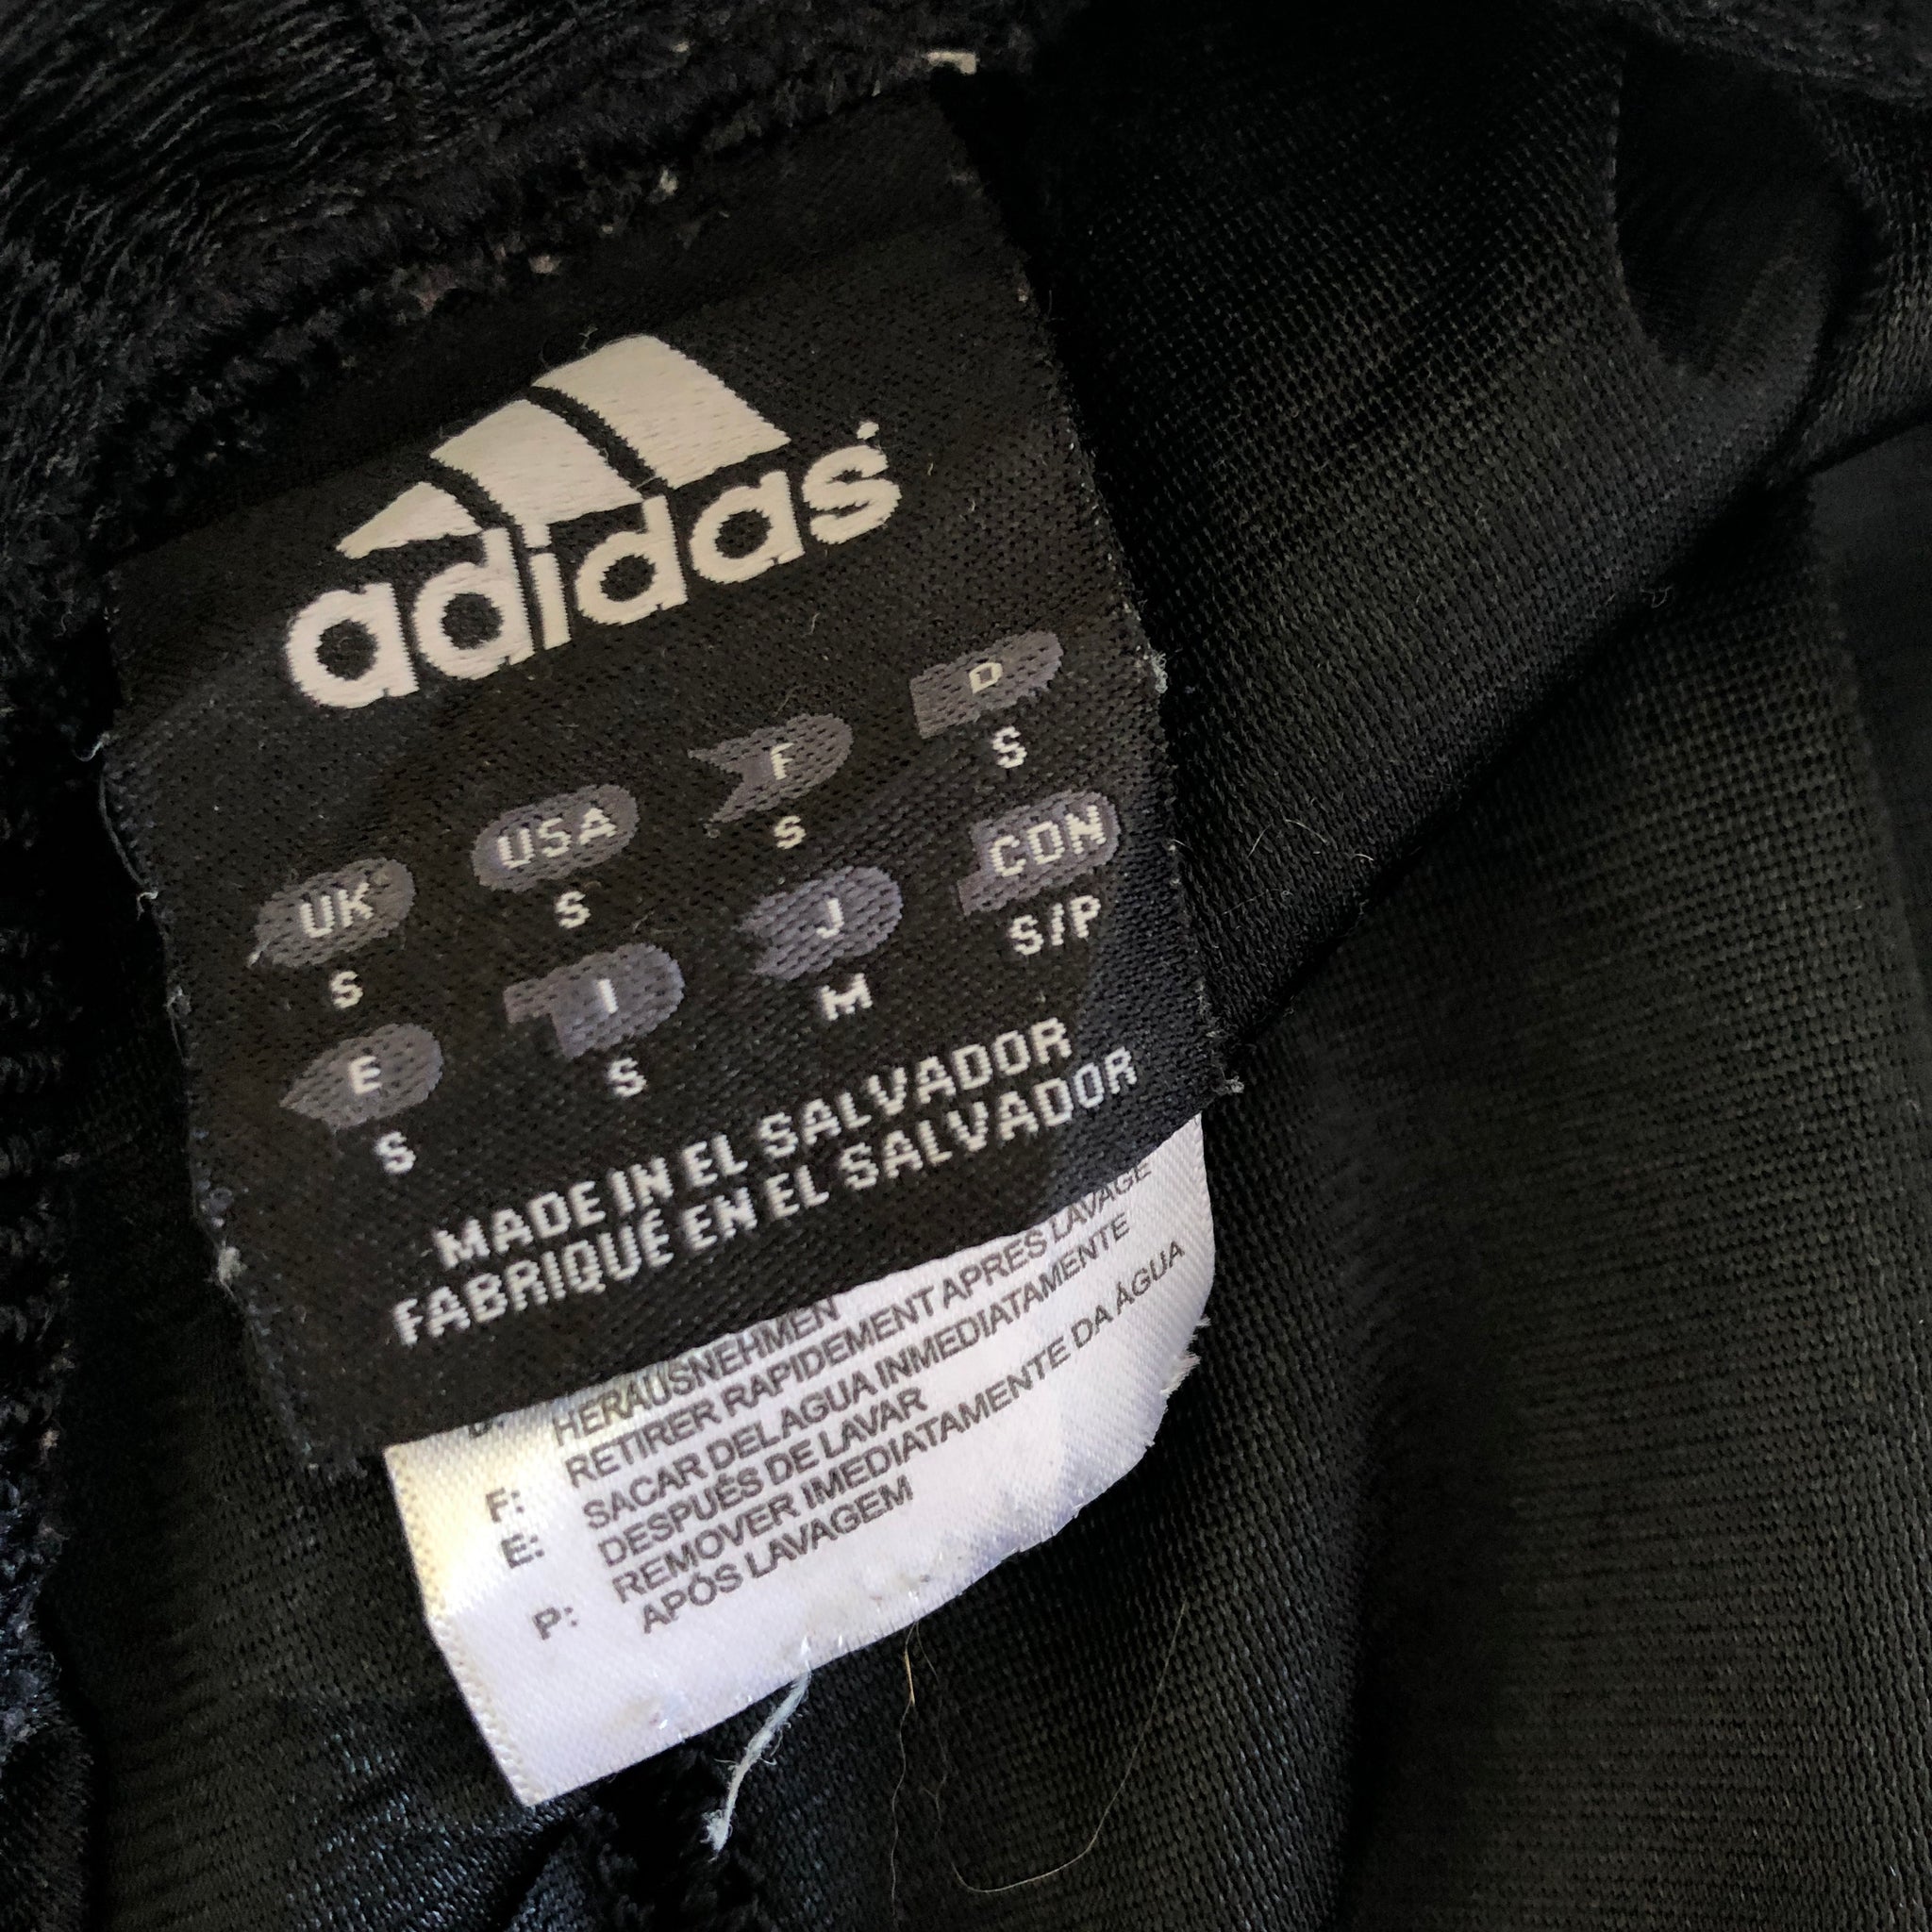 adidas
UK USA F D
S S S S
E I J CDN
S S M S/P
MADE IN EL SALVADOR
FABRIQUÉ EN EL SALVADOR
HERAUSNEHMEN
F: RETIRER RAPIDEMENT APRES LAVAGE
E: SACAR DEL AGUA INMEDIATAMENTE
DESPUÉS DE LAVAR
P: REMOVER IMEDIATAMENTE DA ÁGUA
APÓS LAVAGEM